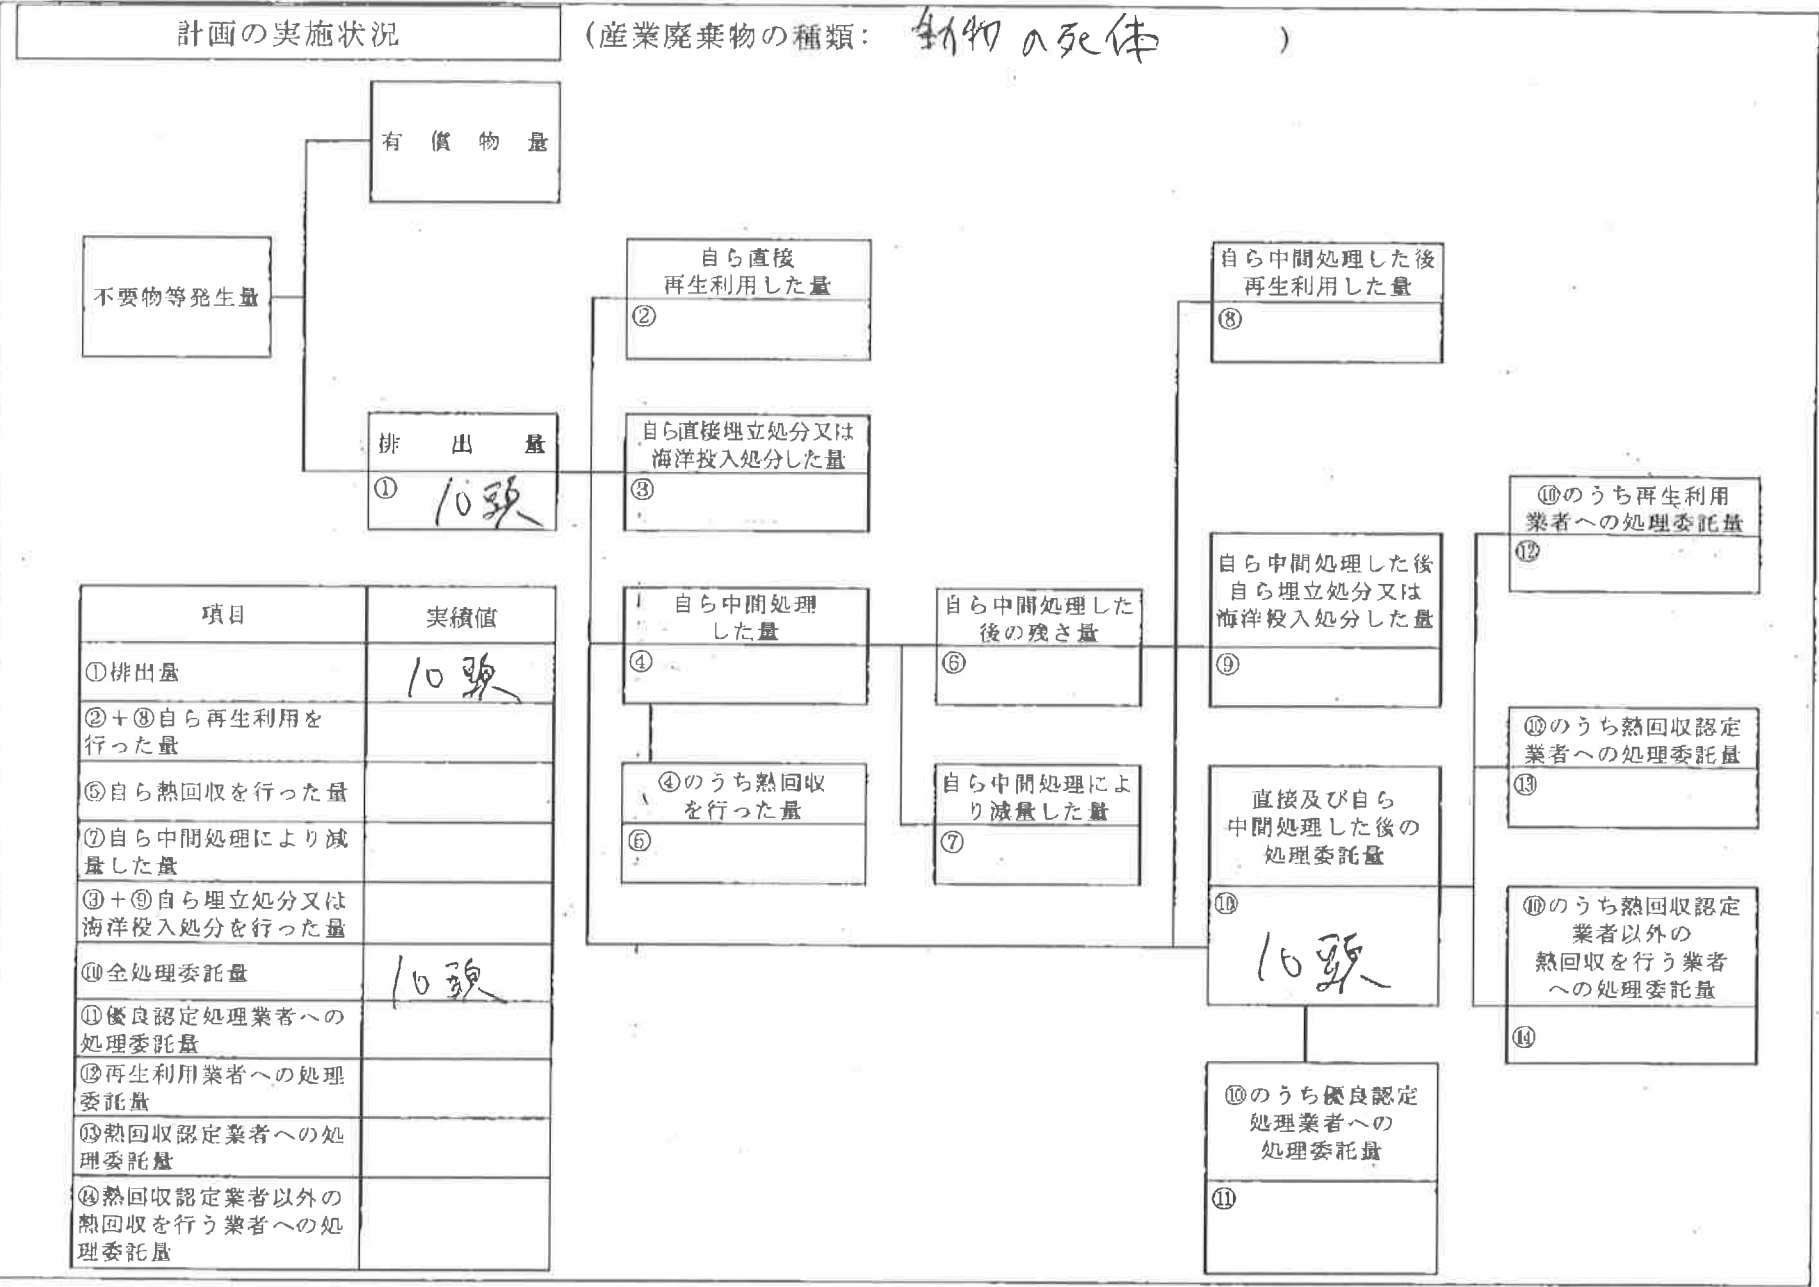 計画の実施状況
(産業廃棄物の種類: 動物の死体 )
有償物量
不要物等発生量
排出量
① 10頭
自ら直接
再生利用した量
②
自ら直接埋立処分又は
海洋投入処分した量
③
自ら中間処理
した量
④
④のうち熱回収
を行った量
⑤
自ら中間処理した
後の残さ量
⑥
自ら中間処理によ
り減量した量
⑦
自ら中間処理した後
再生利用した量
⑧
自ら中間処理した後
自ら埋立処分又は
海洋投入処分した量
⑨
直接及び自ら
中間処理した後の
処理委託量
⑩
10頭
⑩のうち優良認定
処理業者への
処理委託量
⑪
⑩のうち再生利用
業者への処理委託量
⑫
⑩のうち熱回収認定
業者への処理委託量
⑬
⑩のうち熱回収認定
業者以外の
熱回収を行う業者
への処理委託量
⑭
項目 実績値
①排出量 10頭
②+⑧自ら再生利用を
行った量
⑤自ら熱回収を行った量
⑦自ら中間処理により減
量した量
③+⑨自ら埋立処分又は
海洋投入処分を行った量
⑩全処理委託量 10頭
⑪優良認定処理業者への
処理委託量
⑫再生利用業者への処理
委託量
⑬熱回収認定業者への処
理委託量
⑭熱回収認定業者以外の
熱回収を行う業者への処
理委託量